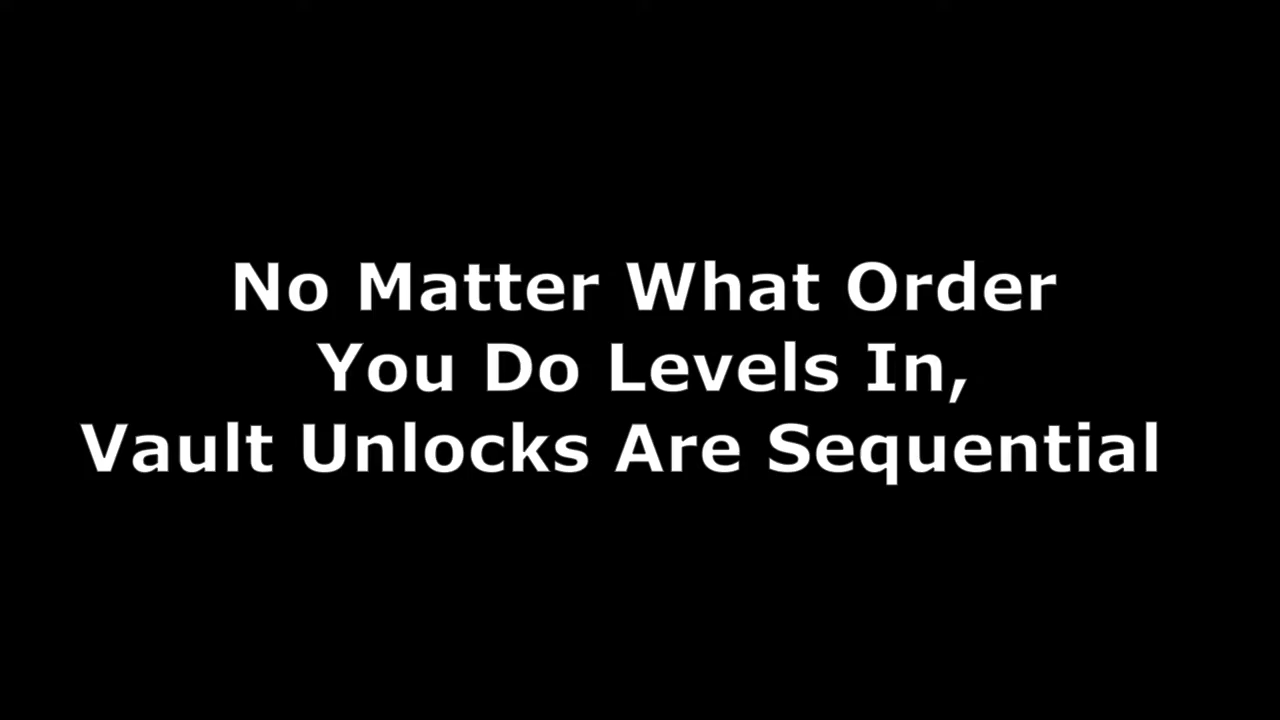 No Matter What Order
You Do Levels In,
Vault Unlocks Are Sequential